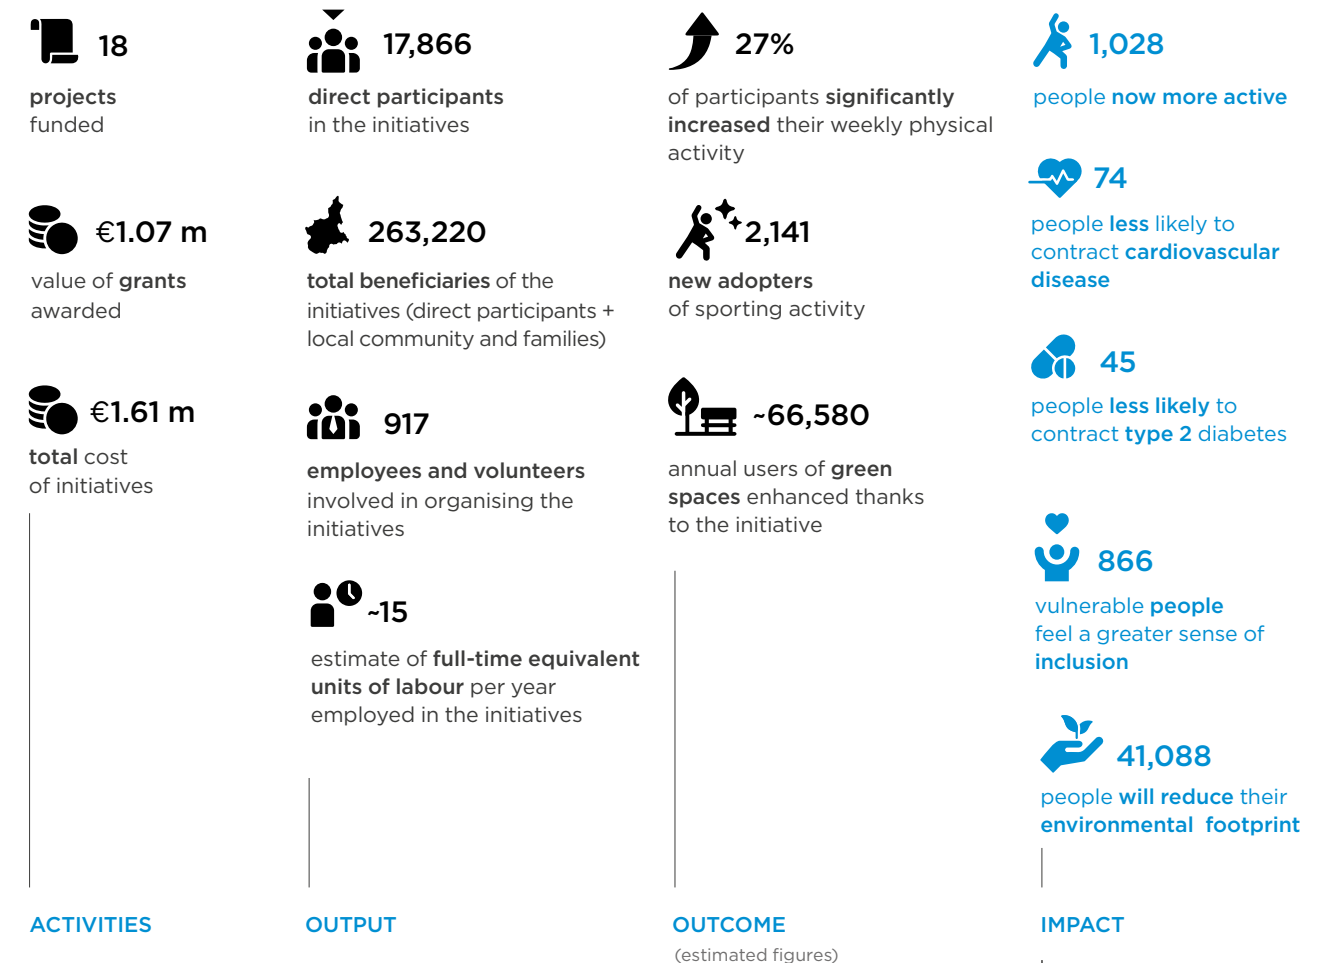 18
projects
funded
€1.07 m
value of grants
awarded
€1.61 m
total cost
of initiatives
ACTIVITIES
17,866
direct participants
in the initiatives
263,220
total beneficiaries of the
initiatives (direct participants +
local community and families)
917
employees and volunteers
involved in organising the
initiatives
~15
estimate of full-time equivalent
units of labour per year
employed in the initiatives
OUTPUT
27%
of participants significantly
increased their weekly physical
activity
2,141
new adopters
of sporting activity
~66,580
annual users of green
spaces enhanced thanks
to the initiative
OUTCOME
(estimated figures)
1,028
people now more active
74
people less likely to
contract cardiovascular
disease
45
people less likely to
contract type 2 diabetes
866
vulnerable people
feel a greater sense of
inclusion
41,088
people will reduce their
environmental footprint
IMPACT